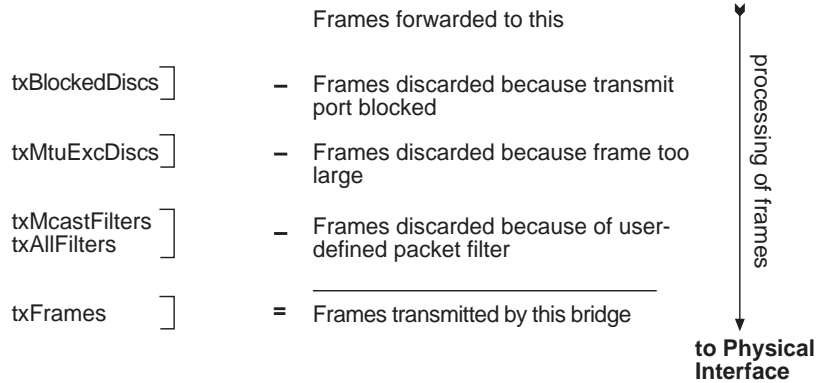 Frames forwarded to this
txBlockedDiscs – Frames discarded because transmit
port blocked
txMtuExcDiscs – Frames discarded because frame too
large
txMcastFilters
txAllFilters – Frames discarded because of user-
defined packet filter
txFrames = Frames transmitted by this bridge
processing of frames
to Physical
Interface